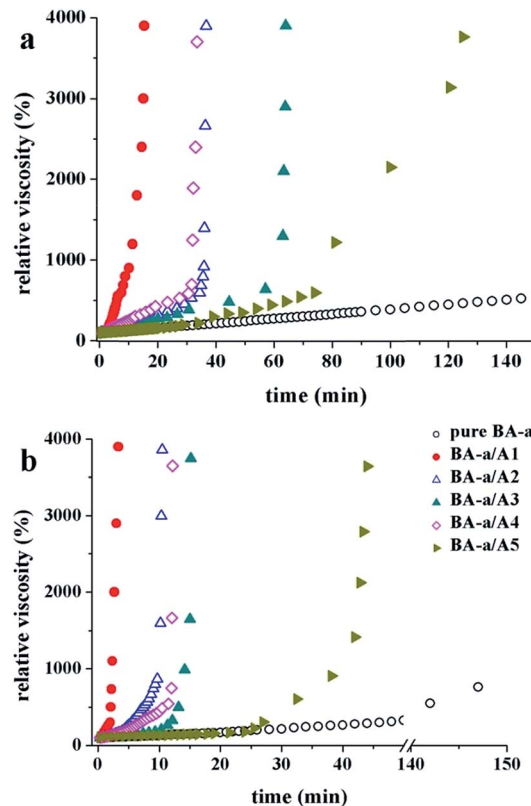 a
4000
3000
2000
1000
0
relative viscosity (%)
0 20 40 60 80 100 120 140
time (min)
b
4000
3000
2000
1000
0
relative viscosity (%)
pure BA-a
BA-a/A1
BA-a/A2
BA-a/A3
BA-a/A4
BA-a/A5
0 10 20 30 40 140 150
time (min)